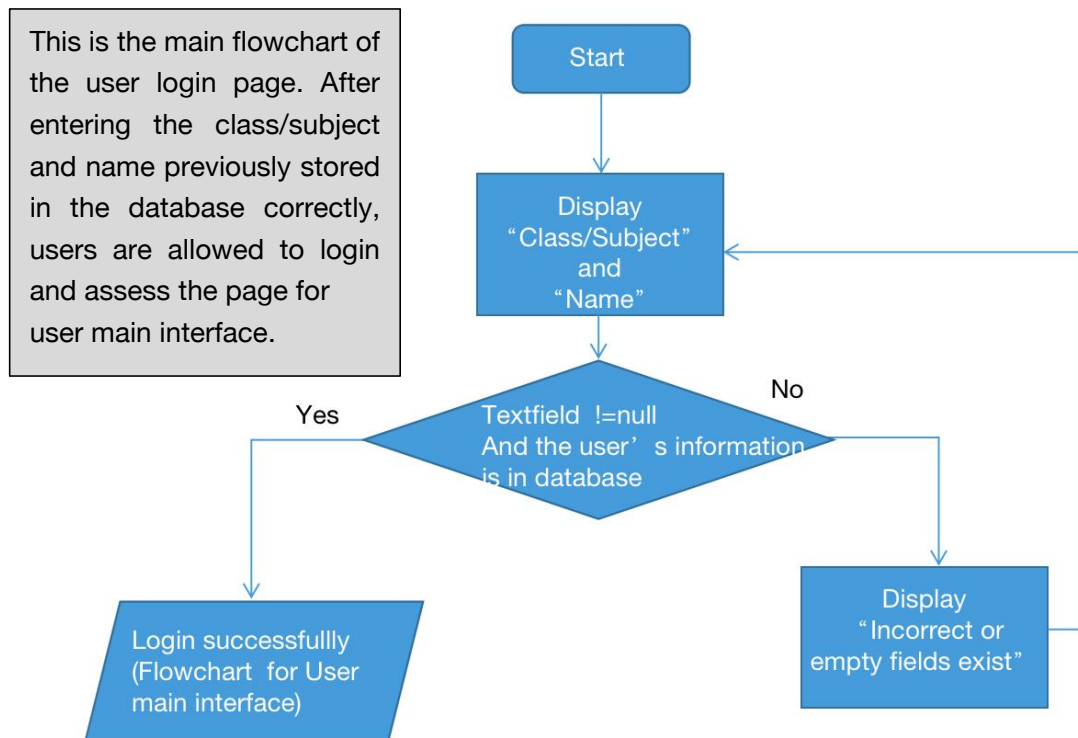 This is the main flowchart of
the user login page. After
entering the class/subject
and name previously stored
in the database correctly,
users are allowed to login
and assess the page for
user main interface.
Start
Display
“Class/Subject”
and
“Name”
Yes
No
Textfield !=null
And the user’ s information
is in database
Login successfullly
(Flowchart for User
main interface)
Display
“Incorrect or
empty fields exist”